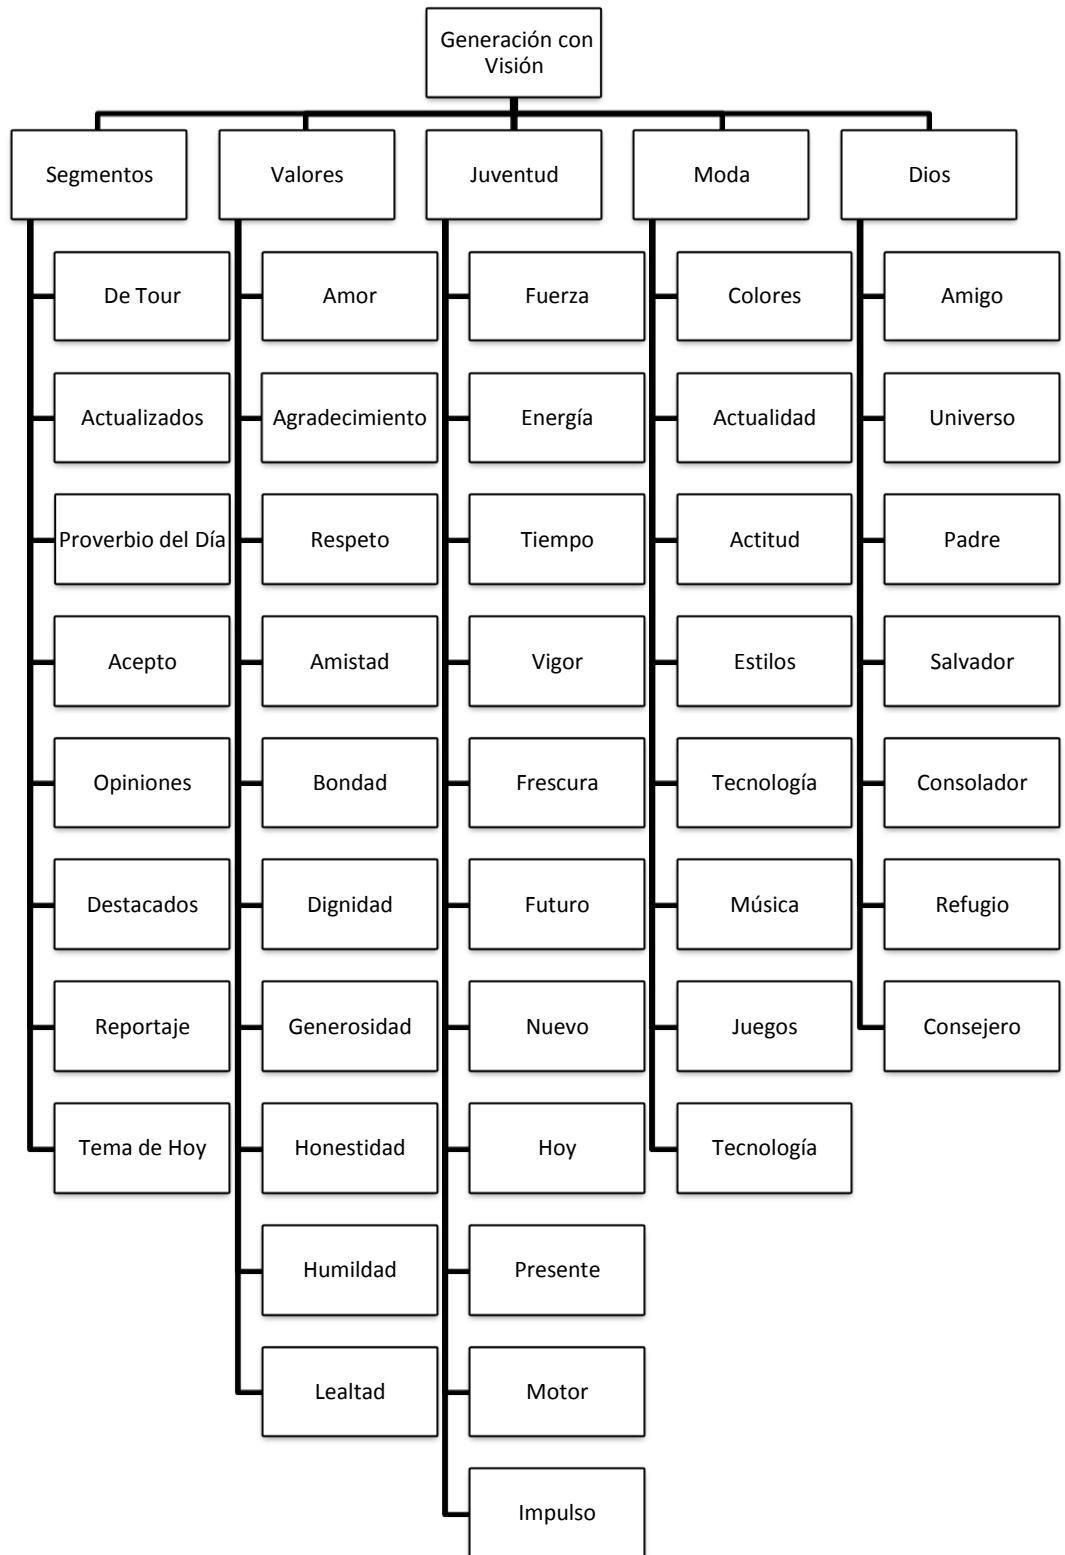 Generación con
Visión
Segmentos
De Tour
Actualizados
Proverbio del Día
Acepto
Opiniones
Destacados
Reportaje
Tema de Hoy
Valores
Amor
Agradecimiento
Respeto
Amistad
Bondad
Dignidad
Generosidad
Honestidad
Humildad
Lealtad
Juventud
Fuerza
Energía
Tiempo
Vigor
Frescura
Futuro
Nuevo
Hoy
Presente
Motor
Impulso
Moda
Colores
Actualidad
Actitud
Estilos
Tecnología
Música
Juegos
Tecnología
Dios
Amigo
Universo
Padre
Salvador
Consolador
Refugio
Consejero